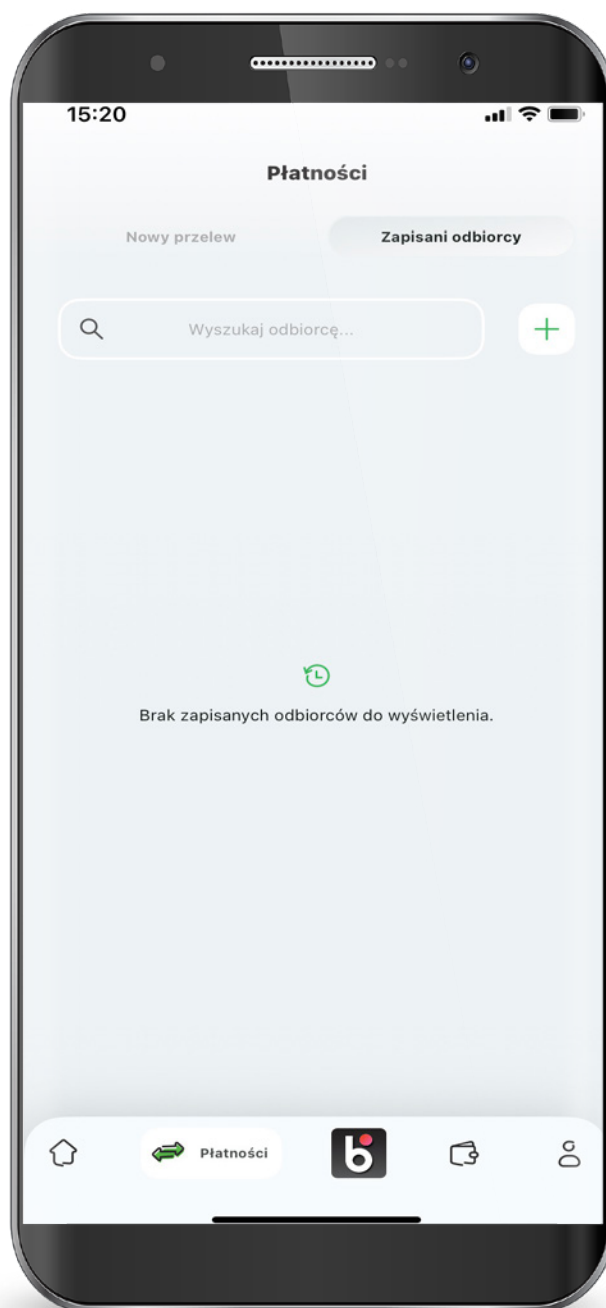 15:20
Płatności
Nowy przelew
Zapisani odbiorcy
Wyszukaj odbiorcę...
Brak zapisanych odbiorców do wyświetlenia.
Płatności